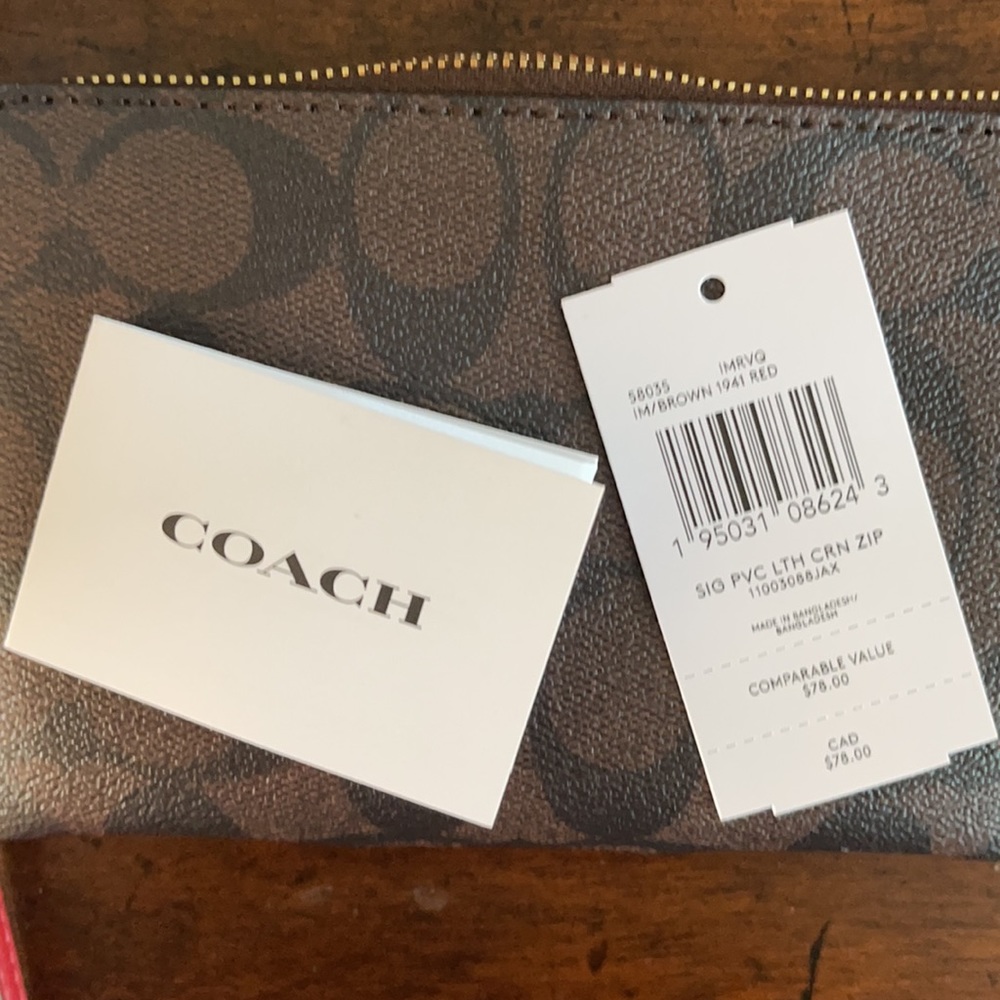 COACH
IMRVQ
58035
IM/BROWN 1941 RED
1 95031 08624 3
SIG PVC LTH CRN ZIP
11003088JAX
MADE IN BANGLADESH/
BANGLADESH
COMPARABLE VALUE
$78.00
CAD
$78.00